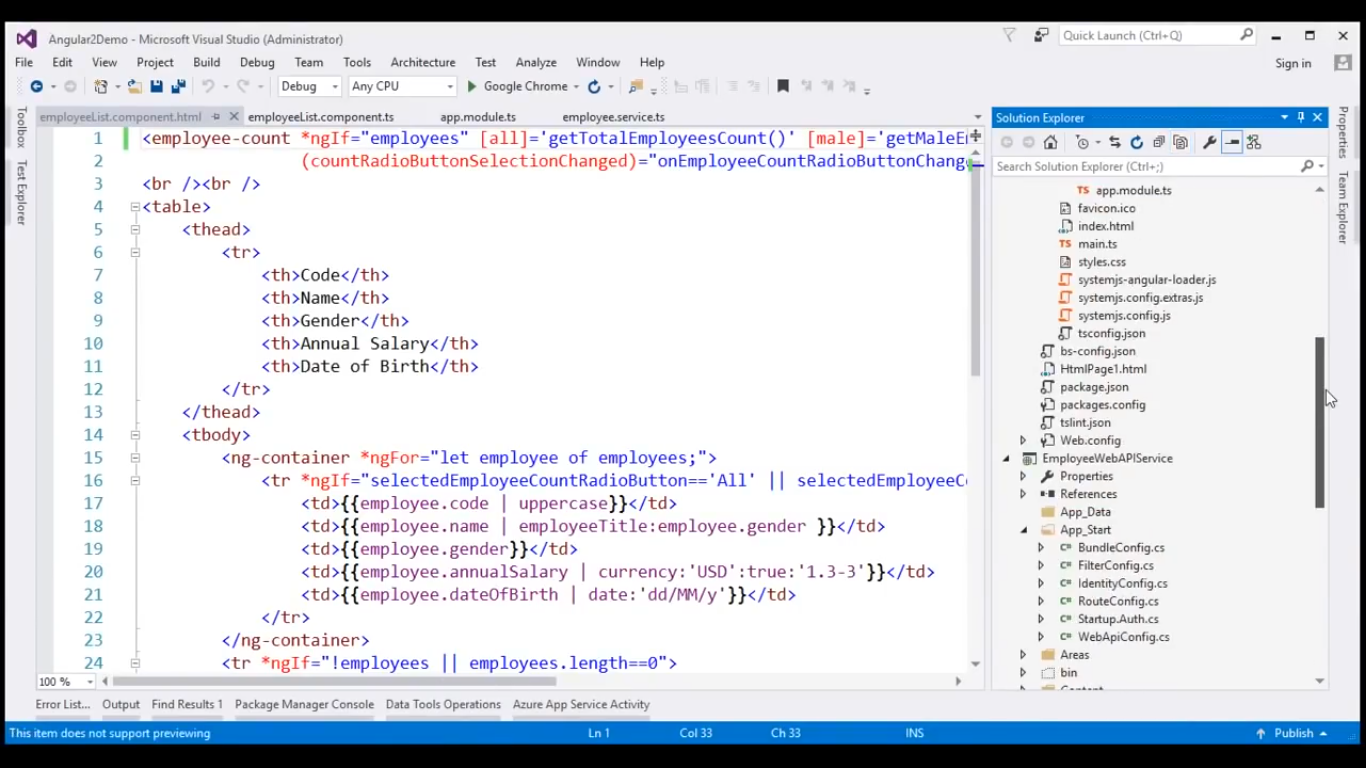 Angular2Demo - Microsoft Visual Studio (Administrator)
Quick Launch (Ctrl+Q)
File Edit View Project Build Debug Team Tools Architecture Test Analyze Window Help
Sign in
Debug Any CPU Google Chrome
Toolbox
Test Explorer
employeeList.component.html employeeList.component.ts app.module.ts employee.service.ts
1 <employee-count *ngIf="employees" [all]='getTotalEmployeesCount()' [male]='getMaleE
2 (countRadioButtonSelectionChanged)="onEmployeeCountRadioButtonChange
3 <br /><br />
4 <table>
5 <thead>
6 <tr>
7 <th>Code</th>
8 <th>Name</th>
9 <th>Gender</th>
10 <th>Annual Salary</th>
11 <th>Date of Birth</th>
12 </tr>
13 </thead>
14 <tbody>
15 <ng-container *ngFor="let employee of employees;">
16 <tr *ngIf="selectedEmployeeCountRadioButton=='All' || selectedEmployeeC
17 <td>{{employee.code | uppercase}}</td>
18 <td>{{employee.name | employeeTitle:employee.gender }}</td>
19 <td>{{employee.gender}}</td>
20 <td>{{employee.annualSalary | currency:'USD':true:'1.3-3'}}</td>
21 <td>{{employee.dateOfBirth | date:'dd/MM/y'}}</td>
22 </tr>
23 </ng-container>
24 <tr *ngIf="!employees || employees.length==0">
100 %
Solution Explorer
Search Solution Explorer (Ctrl+;)
TS app.module.ts
favicon.ico
index.html
TS main.ts
styles.css
systemjs-angular-loader.js
systemjs.config.extras.js
systemjs.config.js
tsconfig.json
bs-config.json
HtmlPage1.html
package.json
packages.config
tslint.json
Web.config
EmployeeWebAPIService
Properties
References
App_Data
App_Start
C# BundleConfig.cs
C# FilterConfig.cs
C# IdentityConfig.cs
C# RouteConfig.cs
C# Startup.Auth.cs
C# WebApiConfig.cs
Areas
bin
Properties
Team Explorer
Error List... Output Find Results 1 Package Manager Console Data Tools Operations Azure App Service Activity
This item does not support previewing Ln 1 Col 33 Ch 33 INS Publish